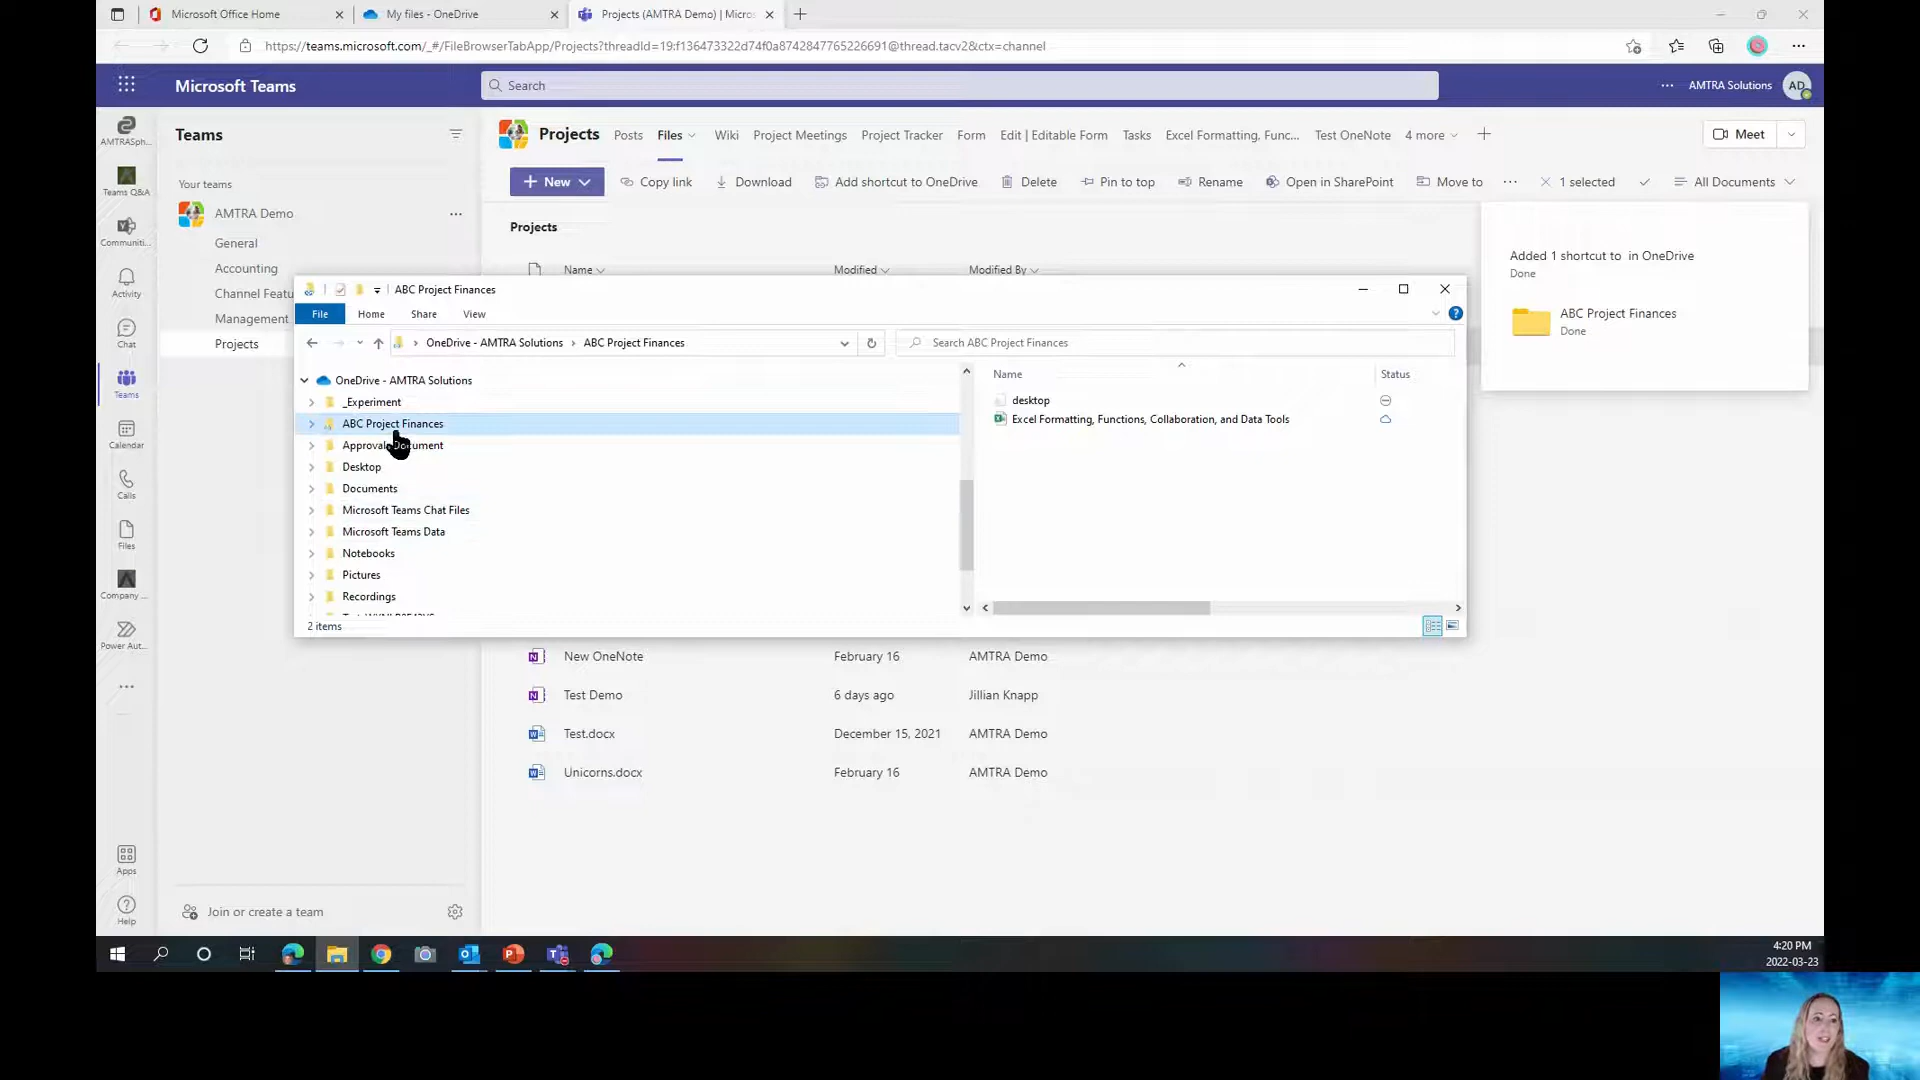 Microsoft Office Home
My files - OneDrive
Projects (AMTRA Demo) | Micros
https://teams.microsoft.com/_#/FileBrowserTabApp/Projects?threadId=19:f136473322d74f0a8742847765226691@thread.tacv2&ctx=channel
Microsoft Teams
Search
AMTRA Solutions
AD
AMTRASph...
Teams Q&A
Communiti...
Activity
Chat
Teams
Calendar
Calls
Files
Company ...
Power Aut...
Apps
Help
Teams
Your teams
AMTRA Demo
General
Accounting
Channel Featu
Management
Projects
Join or create a team
Projects
Posts
Files
Wiki
Project Meetings
Project Tracker
Form
Edit | Editable Form
Tasks
Excel Formatting, Func...
Test OneNote
4 more
Meet
New
Copy link
Download
Add shortcut to OneDrive
Delete
Pin to top
Rename
Open in SharePoint
Move to
1 selected
All Documents
Projects
Name
Modified
Modified By
Added 1 shortcut to in OneDrive
Done
ABC Project Finances
Done
ABC Project Finances
File
Home
Share
View
OneDrive - AMTRA Solutions
ABC Project Finances
Search ABC Project Finances
OneDrive - AMTRA Solutions
_Experiment
ABC Project Finances
Approval Document
Desktop
Documents
Microsoft Teams Chat Files
Microsoft Teams Data
Notebooks
Pictures
Recordings
2 items
Name
Status
desktop
Excel Formatting, Functions, Collaboration, and Data Tools
New OneNote
February 16
AMTRA Demo
Test Demo
6 days ago
Jillian Knapp
Test.docx
December 15, 2021
AMTRA Demo
Unicorns.docx
February 16
AMTRA Demo
4:20 PM
2022-03-23